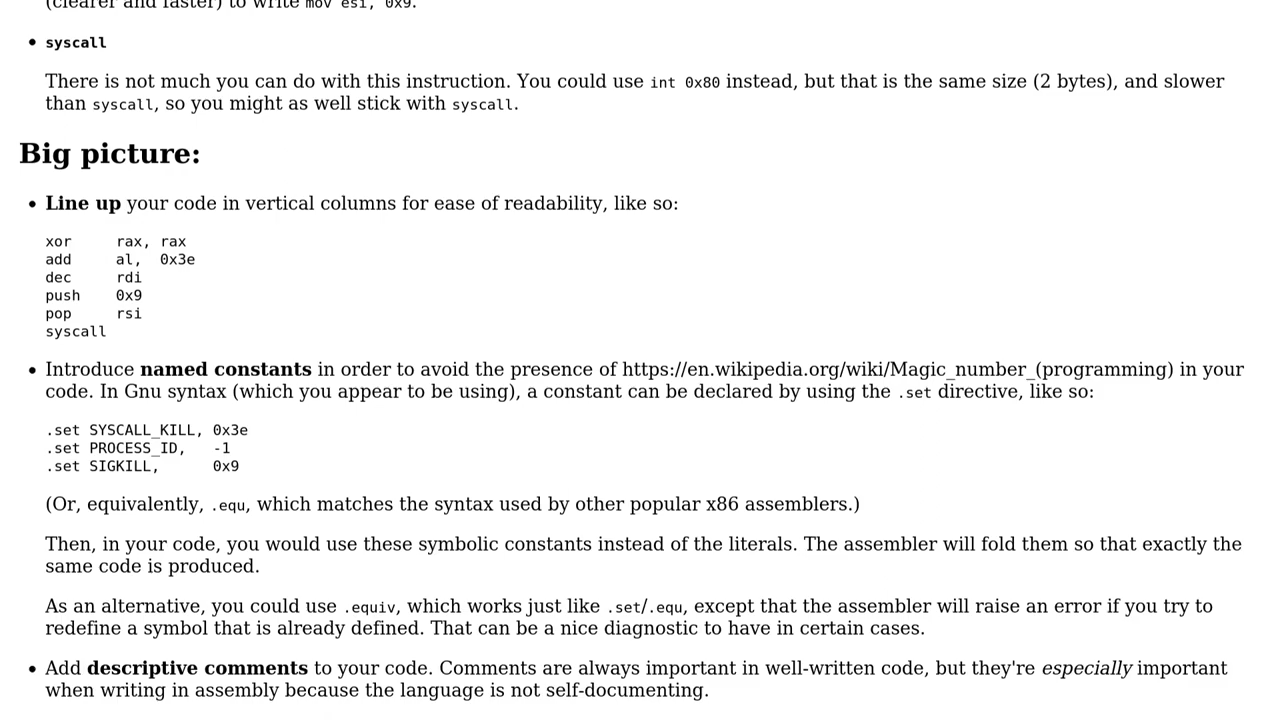 (clearer and faster) to write mov esi, 0x9.
• syscall
There is not much you can do with this instruction. You could use int 0x80 instead, but that is the same size (2 bytes), and slower
than syscall, so you might as well stick with syscall.
Big picture:
• Line up your code in vertical columns for ease of readability, like so:
xor     rax, rax
add     al,  0x3e
dec     rdi
push    0x9
pop     rsi
syscall
• Introduce named constants in order to avoid the presence of https://en.wikipedia.org/wiki/Magic_number_(programming) in your
code. In Gnu syntax (which you appear to be using), a constant can be declared by using the .set directive, like so:
.set SYSCALL_KILL, 0x3e
.set PROCESS_ID,   -1
.set SIGKILL,      0x9
(Or, equivalently, .equ, which matches the syntax used by other popular x86 assemblers.)
Then, in your code, you would use these symbolic constants instead of the literals. The assembler will fold them so that exactly the
same code is produced.
As an alternative, you could use .equiv, which works just like .set/.equ, except that the assembler will raise an error if you try to
redefine a symbol that is already defined. That can be a nice diagnostic to have in certain cases.
• Add descriptive comments to your code. Comments are always important in well-written code, but they're especially important
when writing in assembly because the language is not self-documenting.